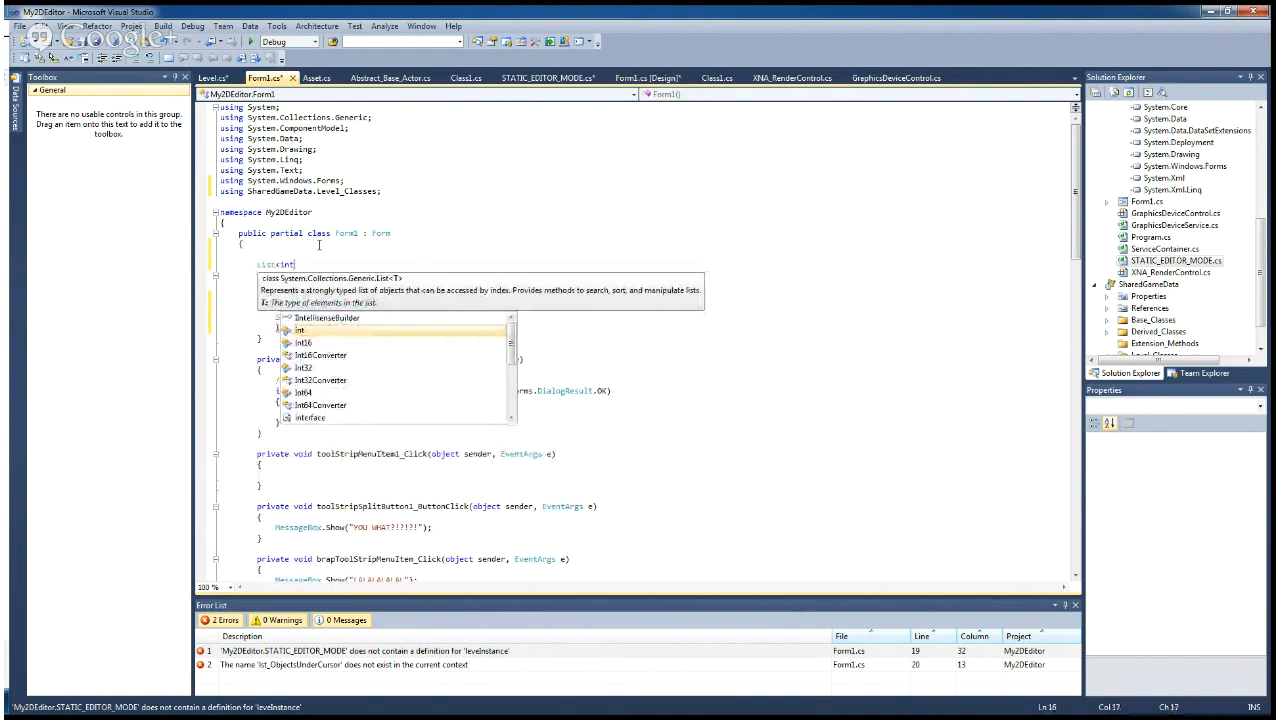 My2DEditor - Microsoft Visual Studio
File Edit View Refactor Project Build Debug Team Data Tools Architecture Test Analyze Window Help
Google+
Debug
Toolbox
Level.cs* Form1.cs* Asset.cs Abstract_Base_Actor.cs Class1.cs STATIC_EDITOR_MODE.cs* Form1.cs [Design]* Class1.cs XNA_RenderControl.cs GraphicsDeviceControl.cs
Data Sources
General
There are no usable controls in this group.
Drag an item onto this text to add it to the
toolbox.
My2DEditor.Form1
Form1()
using System;
using System.Collections.Generic;
using System.ComponentModel;
using System.Data;
using System.Drawing;
using System.Linq;
using System.Text;
using System.Windows.Forms;
using SharedGameData.Level_Classes;
namespace My2DEditor
{
public partial class Form1 : Form
{
List<int
class System.Collections.Generic.List<T>
Represents a strongly typed list of objects that can be accessed by index. Provides methods to search, sort, and manipulate lists.
T: The type of elements in the list.
IIntellisenseBuilder
int
Int16
Int16Converter
Int32
Int32Converter
Int64
Int64Converter
interface
}
priva e)
{
orms.DialogResult.OK)
{
}
}
private void toolStripMenuItem1_Click(object sender, EventArgs e)
{
}
private void toolStripSplitButton1_ButtonClick(object sender, EventArgs e)
{
MessageBox.Show("YOU WHAT?!?!?!");
}
private void brapToolStripMenuItem_Click(object sender, EventArgs e)
{
MessageBox.Show("LALALALALAL")
100 %
Solution Explorer
System.Core
System.Data
System.Data.DataSetExtensions
System.Deployment
System.Drawing
System.Windows.Forms
System.Xml
System.Xml.Linq
Form1.cs
GraphicsDeviceControl.cs
GraphicsDeviceService.cs
Program.cs
ServiceContainer.cs
STATIC_EDITOR_MODE.cs
XNA_RenderControl.cs
SharedGameData
Properties
References
Base_Classes
Derived_Classes
Extension_Methods
Level_Classes
Solution Explorer Team Explorer
Properties
Error List
2 Errors 0 Warnings 0 Messages
Description File Line Column Project
1 'My2DEditor.STATIC_EDITOR_MODE' does not contain a definition for 'leveInstance' Form1.cs 19 32 My2DEditor
2 The name 'lst_ObjectsUnderCursor' does not exist in the current context Form1.cs 20 13 My2DEditor
'My2DEditor.STATIC_EDITOR_MODE' does not contain a definition for 'leveInstance' Ln 16 Col 17 Ch 17 INS